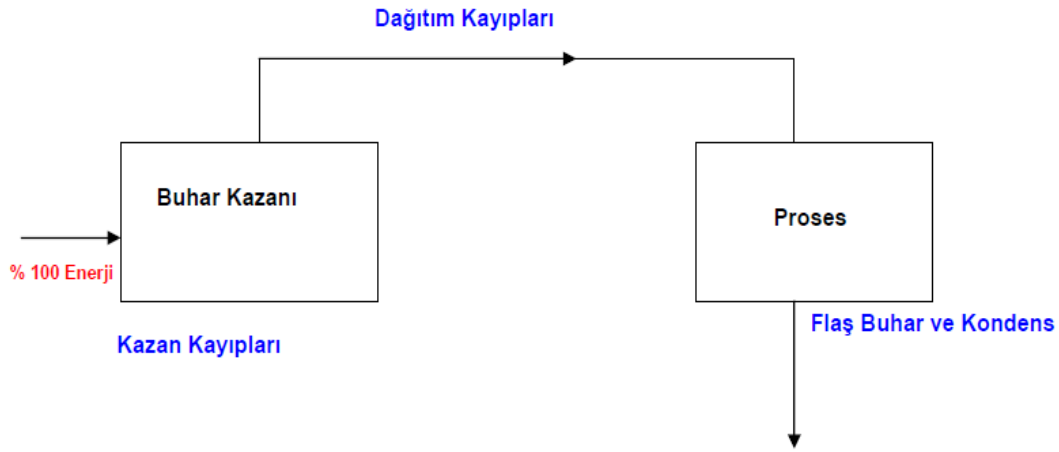 Dağıtım Kayıpları
Buhar Kazanı
Proses
% 100 Enerji
Flaş Buhar ve Kondens
Kazan Kayıpları